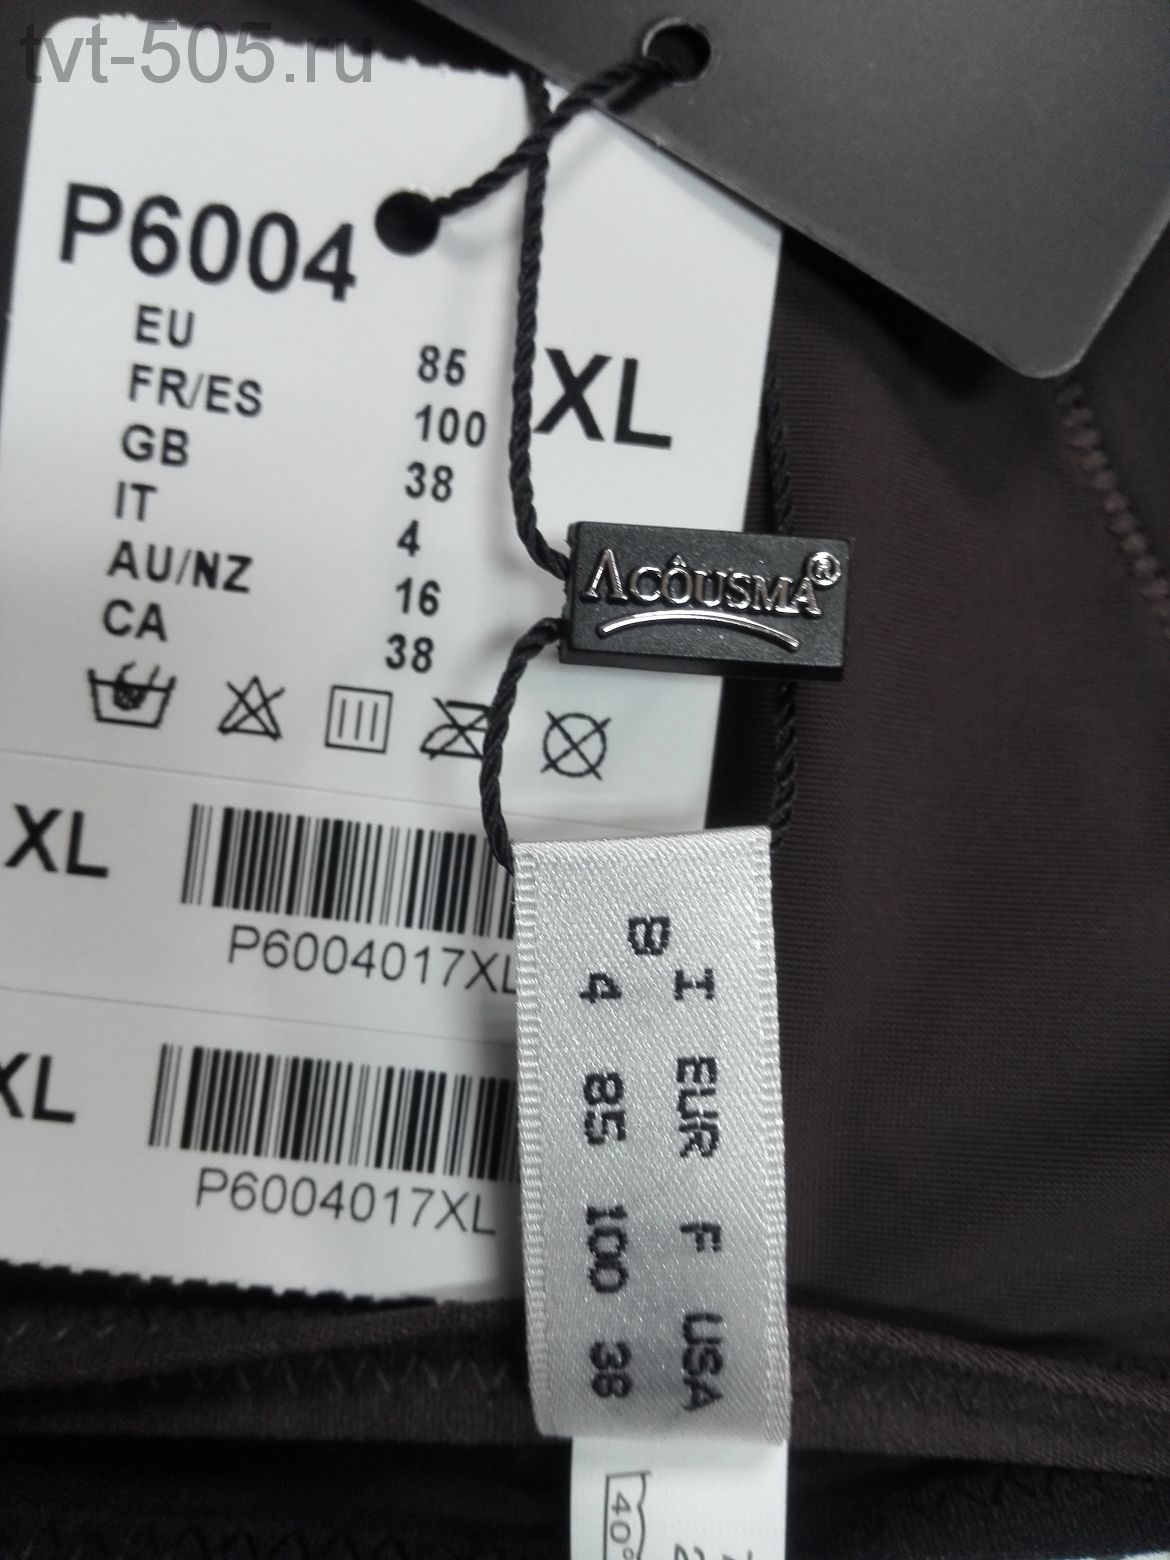 tvt-505.ru
P6004
EU 85
FR/ES 100
GB 38
IT 4
AU/NZ 16
CA 38
XL
ACÔUSMA®
XL
P6004017XL
XL
P6004017XL
B
I EUR F USA
4 85 100 38
40°